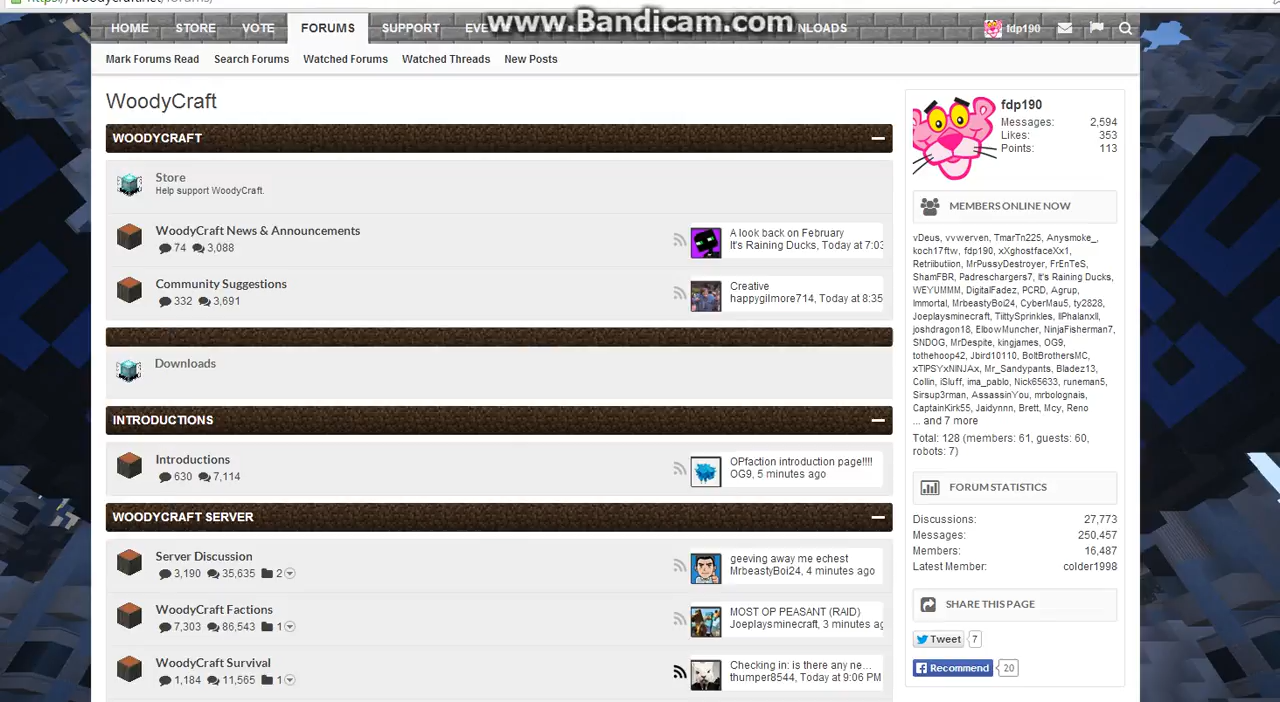 www.Bandicam.com
HOME STORE VOTE FORUMS SUPPORT EVE NLOADS fdp190
Mark Forums Read Search Forums Watched Forums Watched Threads New Posts
WoodyCraft
WOODYCRAFT
Store
Help support WoodyCraft.
WoodyCraft News & Announcements
74 3,088
A look back on February
It's Raining Ducks, Today at 7:03
Community Suggestions
332 3,691
Creative
happygilmore714, Today at 8:35
Downloads
INTRODUCTIONS
Introductions
630 7,114
OPfaction introduction page!!!!
OG9, 5 minutes ago
WOODYCRAFT SERVER
Server Discussion
3,190 35,635 2
geeving away me echest
MrbeastyBoi24, 4 minutes ago
WoodyCraft Factions
7,303 86,543 1
MOST OP PEASANT (RAID)
Joeplaysminecraft, 3 minutes ag
WoodyCraft Survival
1,184 11,565 1
Checking in: is there any ne...
thumper8544, Today at 9:06 PM
fdp190
Messages: 2,594
Likes: 353
Points: 113
MEMBERS ONLINE NOW
vDeus, vvwerven, TmarTn225, Anysmoke_,
koch17ftw, fdp190, xXghostfaceXx1,
Retribiutiion, MrPussyDestroyer, FrEnTeS,
ShamFBR, Padreschargers7, It's Raining Ducks,
WEYUMMM, DigitalFadez, PCRD, Agrup,
Immortal, MrbeastyBoi24, CyberMau5, ty2828,
Joeplaysminecraft, TiltySprinkles, IlPhalanxIl,
joshdragon18, ElbowMuncher, NinjaFisherman7,
SNDOG, MrDespite, kingjames, OG9,
tothehoop42, Jbird10110, BoltBrothersMC,
xTIPSYxNINJAx, Mr_Sandypants, Bladez13,
Collin, iSluff, ima_pablo, Nick65633, runeman5,
Sirsup3rman, AssassinYou, mrbolognais,
CaptainKirk55, Jaidynnn, Brett, Mcy, Reno
... and 7 more
Total: 128 (members: 61, guests: 60,
robots: 7)
FORUM STATISTICS
Discussions: 27,773
Messages: 250,457
Members: 16,487
Latest Member: colder1998
SHARE THIS PAGE
Tweet 7
Recommend 20